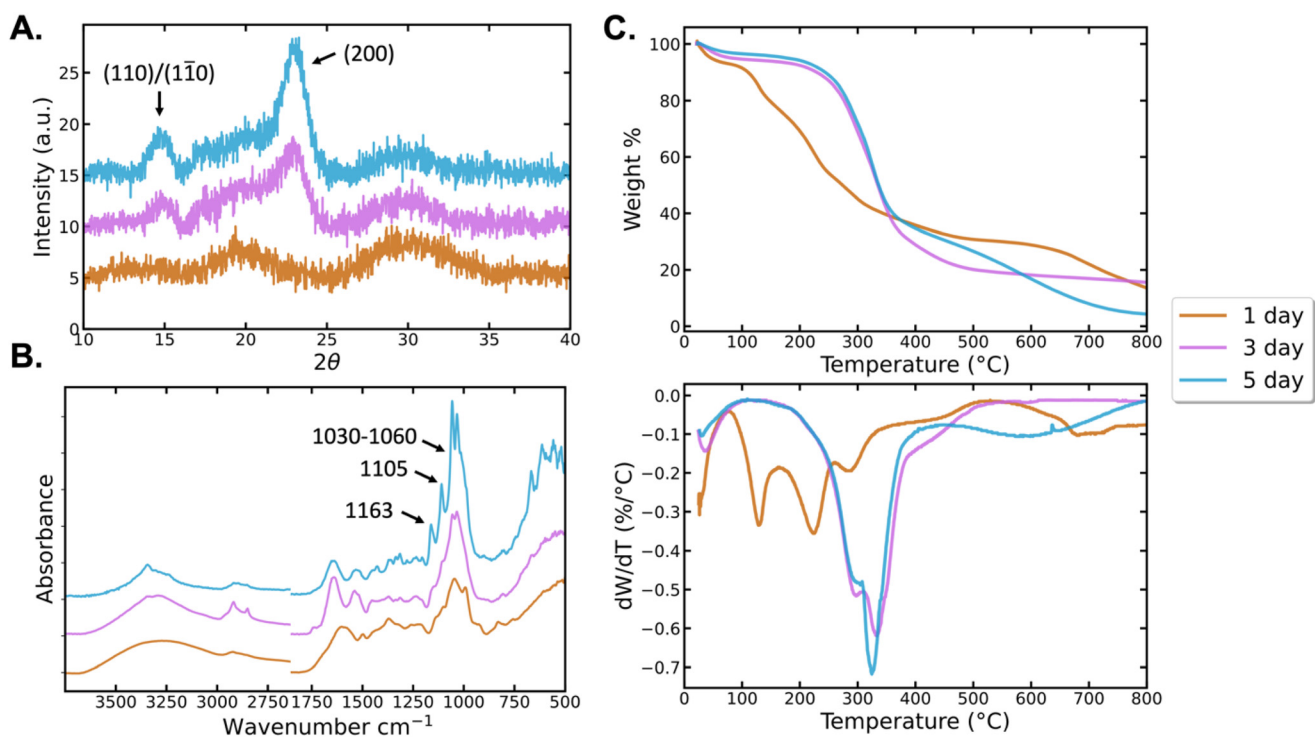 A.
Intensity (a.u.)
25
20
15
10
5
0
(110)/(11̄0)
(200)
10 15 20 25 30 35 40
2θ
B.
Absorbance
1030-1060
1105
1163
3500 3250 3000 2750 1750 1500 1250 1000 750 500
Wavenumber cm⁻¹
C.
Weight %
100
80
60
40
20
0
0 100 200 300 400 500 600 700 800
Temperature (°C)
dW/dT (%/°C)
0.0
−0.1
−0.2
−0.3
−0.4
−0.5
−0.6
−0.7
0 100 200 300 400 500 600 700 800
Temperature (°C)
1 day
3 day
5 day